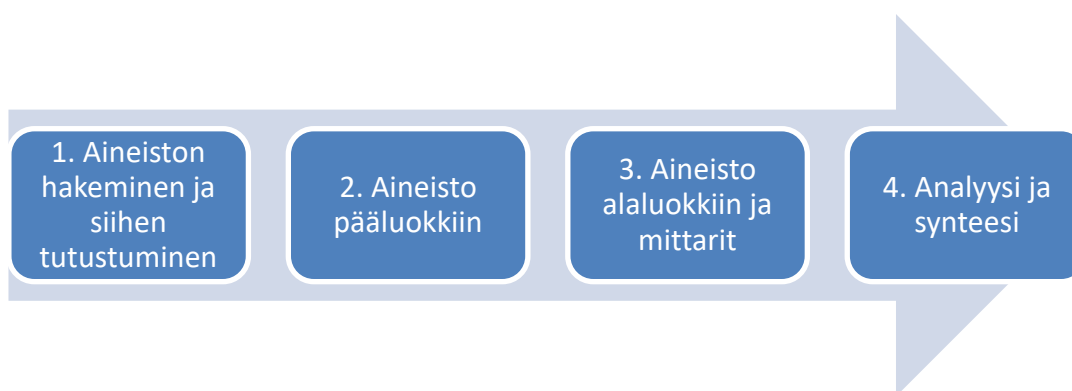 1. Aineiston
hakeminen ja
siihen
tutustuminen
2. Aineisto
pääluokkiin
3. Aineisto
alaluokkiin ja
mittarit
4. Analyysi ja
synteesi